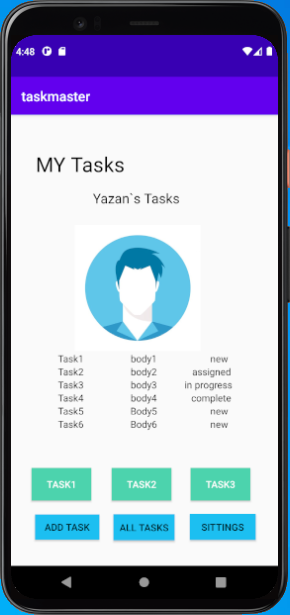 4:48
taskmaster
MY Tasks
Yazan`s Tasks
Task1 body1 new
Task2 body2 assigned
Task3 body3 in progress
Task4 body4 complete
Task5 Body5 new
Task6 Body6 new
TASK1 TASK2 TASK3
ADD TASK ALL TASKS SITTINGS